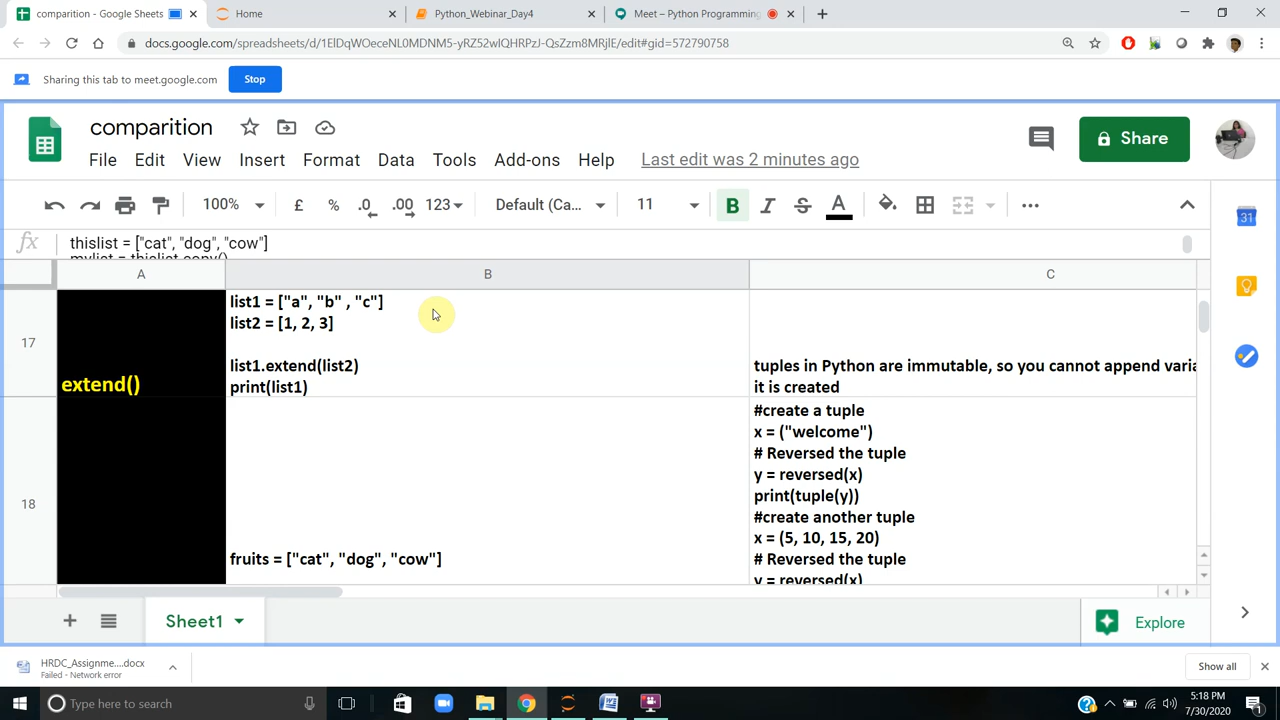 comparition - Google Sheets
Home
Python_Webinar_Day4
Meet – Python Programming
docs.google.com/spreadsheets/d/1ElDqWOeceNL0MDNM5-yRZ52wIQHRPzJ-QsZzm8MRjlE/edit#gid=572790758
Sharing this tab to meet.google.com
Stop
comparition
Share
File Edit View Insert Format Data Tools Add-ons Help Last edit was 2 minutes ago
100% £ % .0 .00 123 Default (Ca... 11 B I S A
31
fx thislist = ["cat", "dog", "cow"]
mylist = thislist.copy()
A B C
17
extend()
list1 = ["a", "b" , "c"]
list2 = [1, 2, 3]
list1.extend(list2)
print(list1)
tuples in Python are immutable, so you cannot append varia
it is created
18
fruits = ["cat", "dog", "cow"]
#create a tuple
x = ("welcome")
# Reversed the tuple
y = reversed(x)
print(tuple(y))
#create another tuple
x = (5, 10, 15, 20)
# Reversed the tuple
y = reversed(x)
Sheet1
Explore
HRDC_Assignme....docx
Failed - Network error
Show all
Type here to search
5:18 PM
7/30/2020